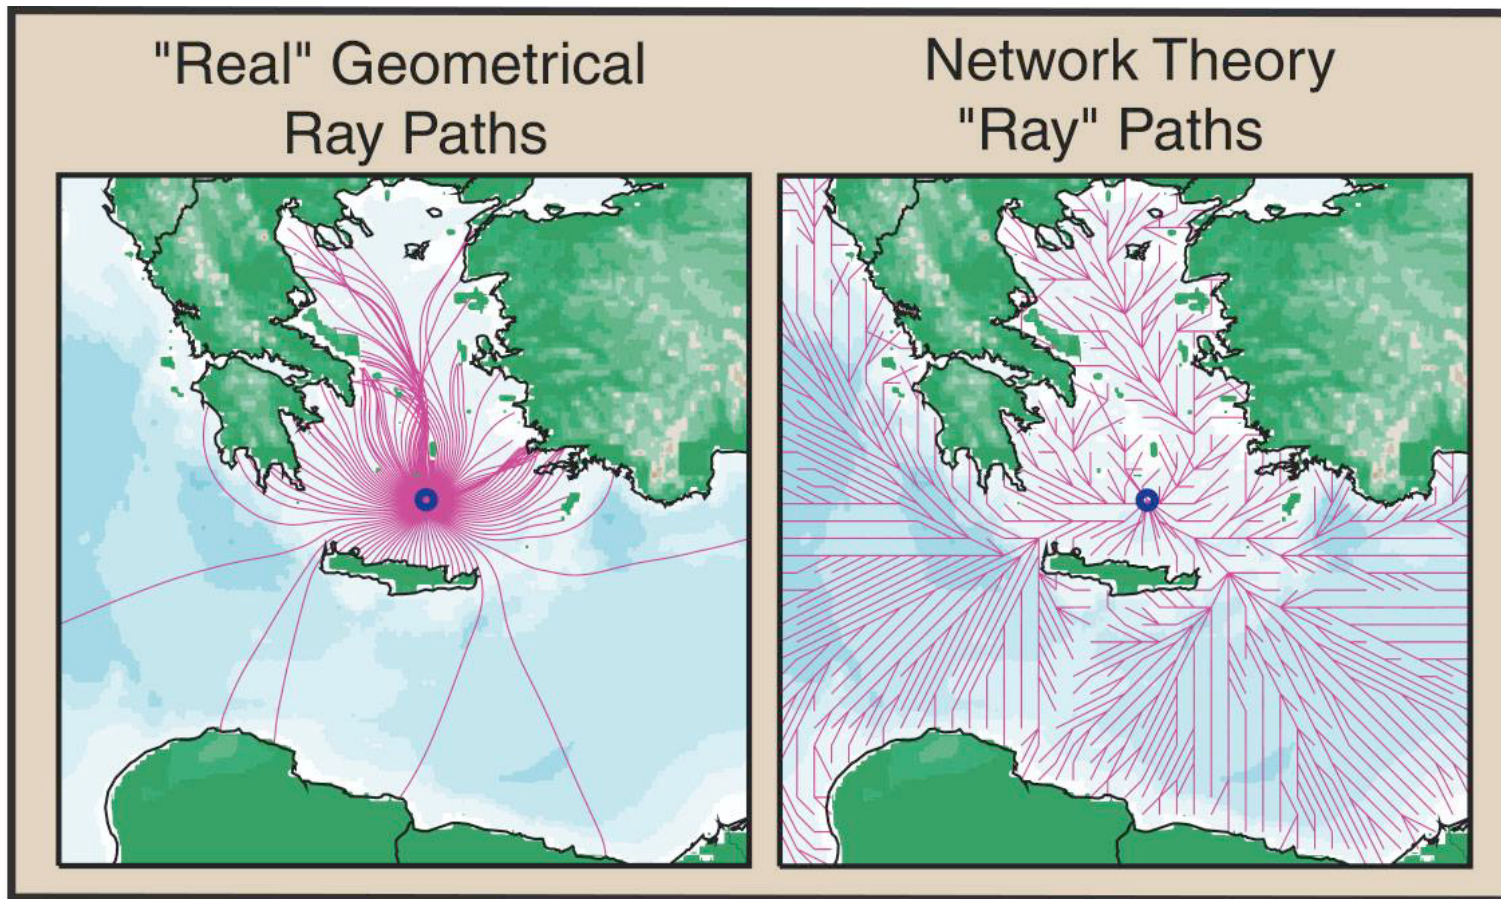 "Real" Geometrical
Ray Paths
Network Theory
"Ray" Paths